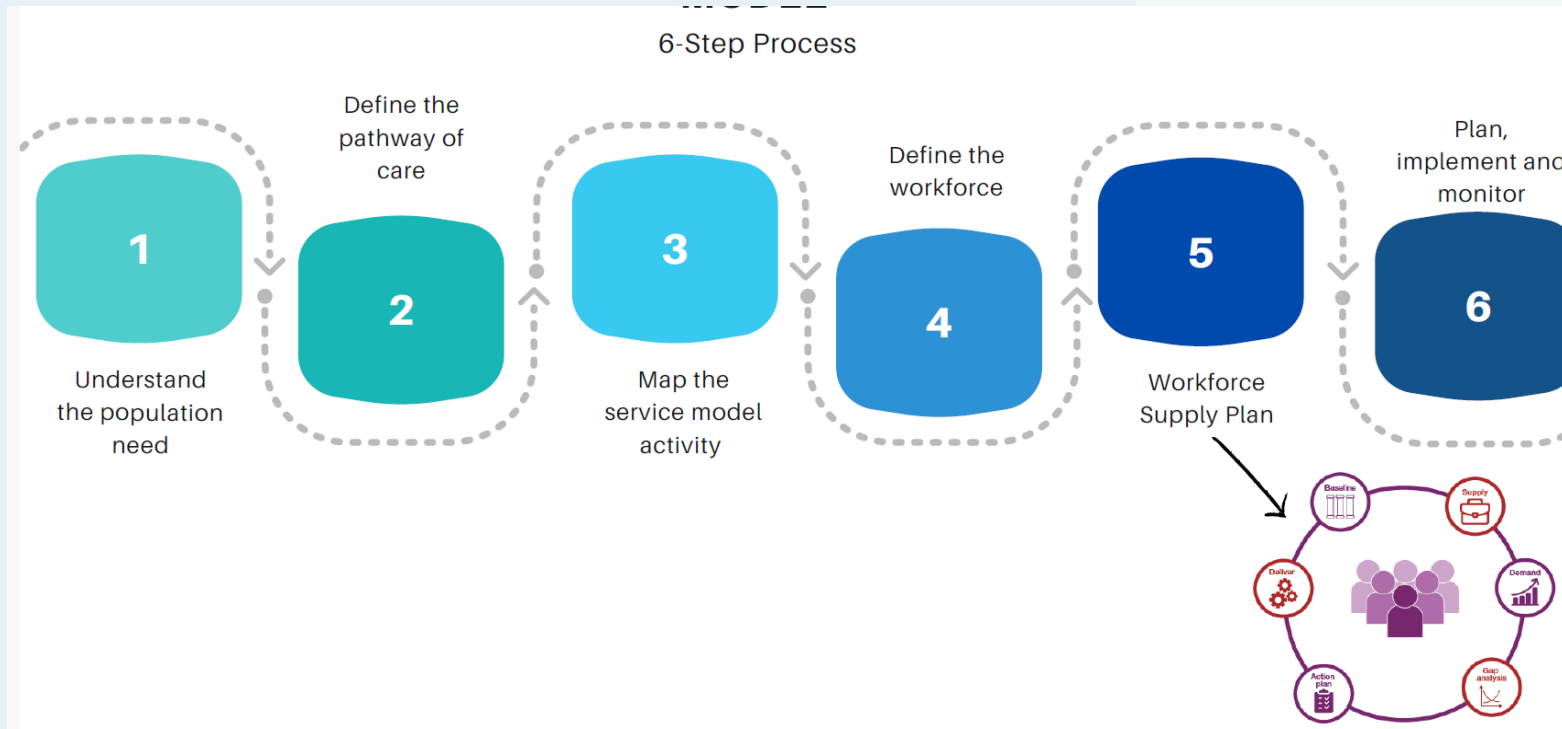 6-Step Process
1
Understand
the population
need
Define the
pathway of
care
2
3
Map the
service model
activity
Define the
workforce
4
5
Workforce
Supply Plan
Plan,
implement and
monitor
6
Baseline
Supply
Demand
Gap
analysis
Action
plan
Deliver